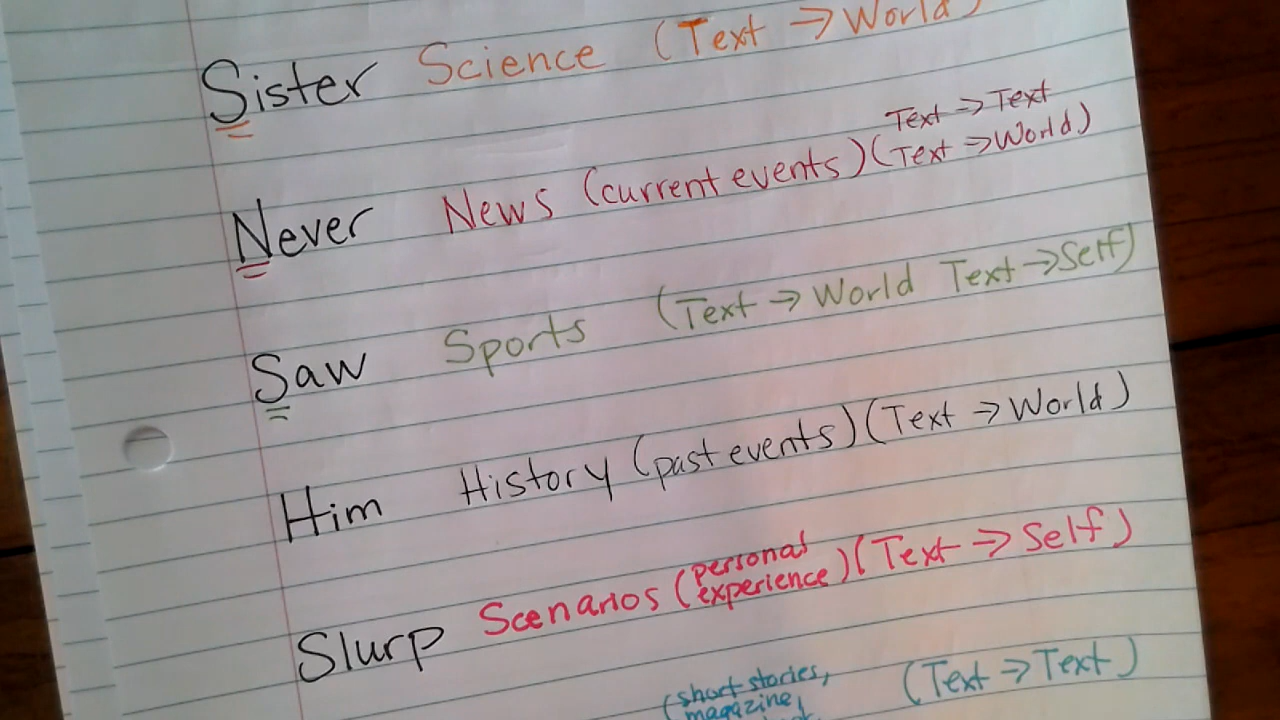 Sister Science (Text → World)
Text → Text
Never News (current events) (Text → World)
Saw Sports (Text → World Text → Self)
Him History (past events) (Text → World)
personal
Slurp Scenarios (experience) (Text → Self)
(short stories, (Text → Text)
magazine,